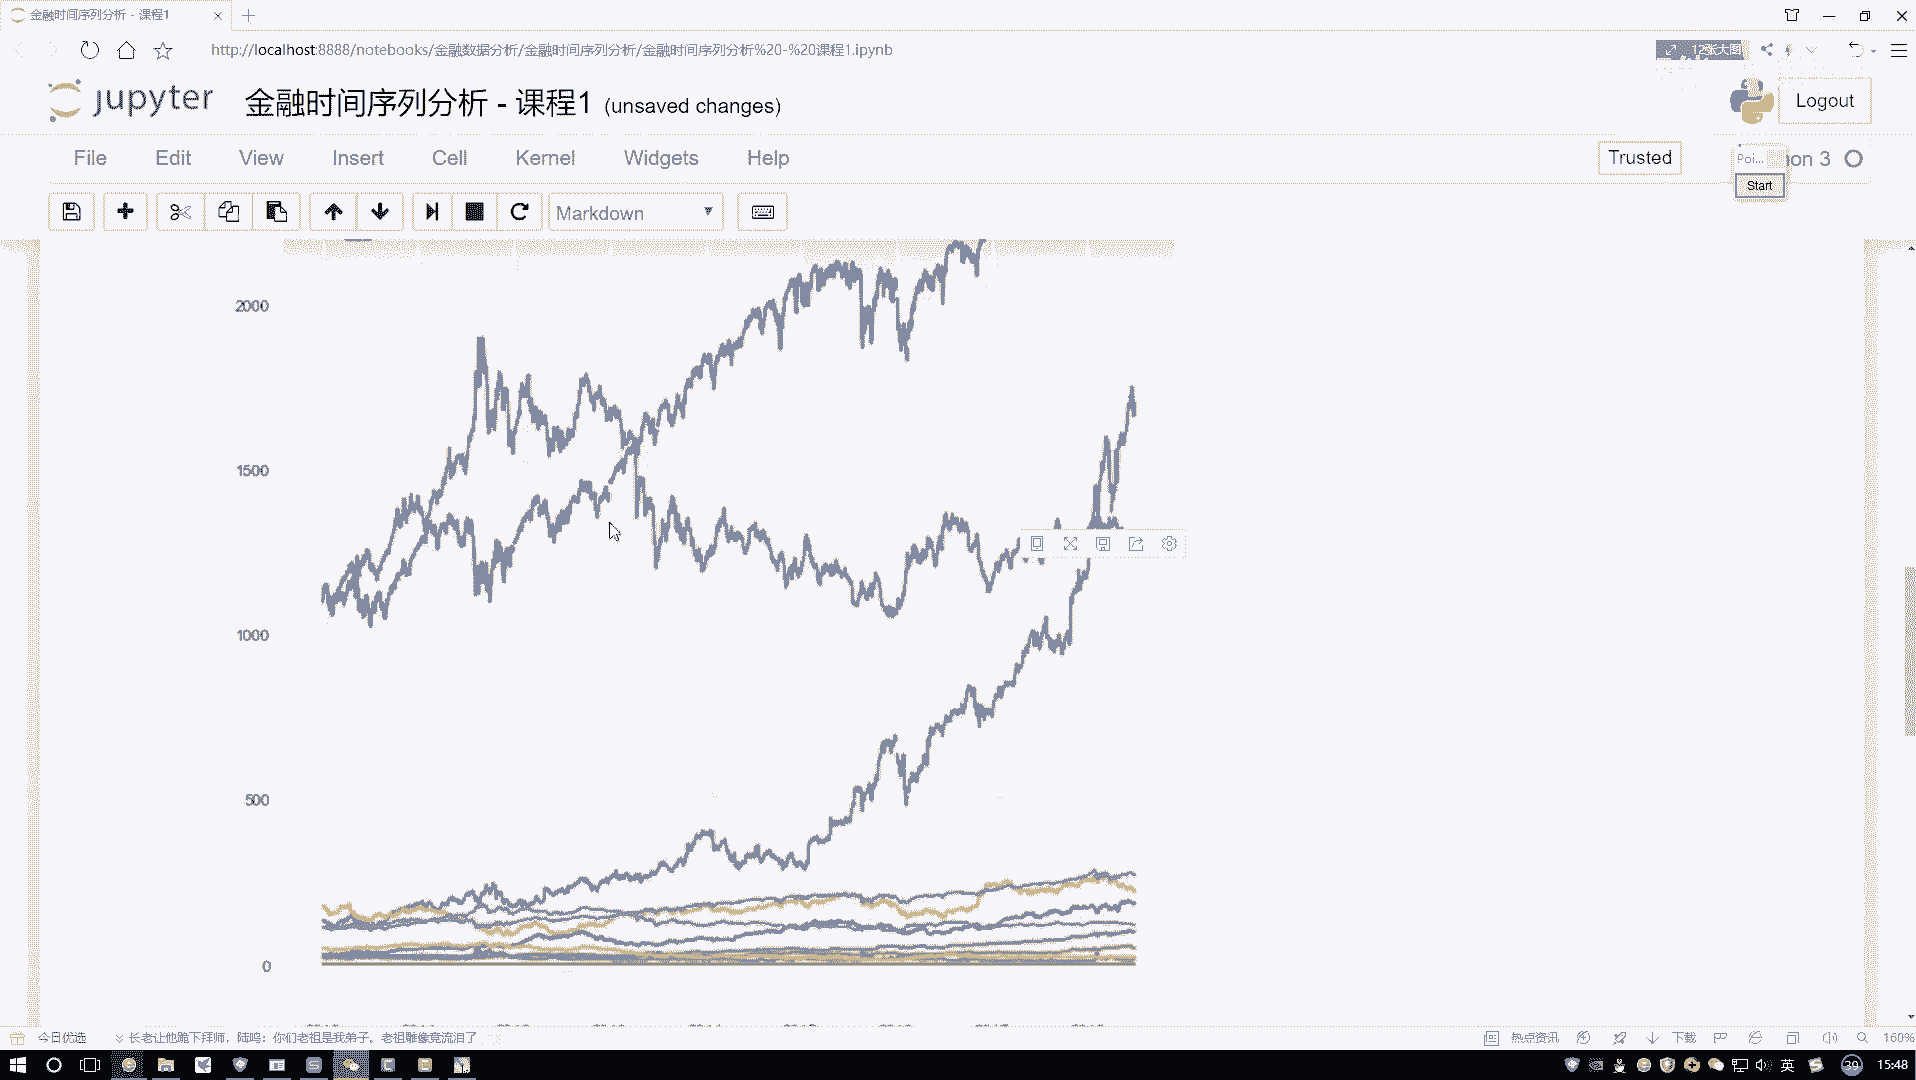 金融时间序列分析 - 课程1
http://localhost:8888/notebooks/金融数据分析/金融时间序列分析/金融时间序列分析%20-%20课程1.ipynb
12张大图
jupyter 金融时间序列分析 - 课程1 (unsaved changes)
Logout
File Edit View Insert Cell Kernel Widgets Help
Trusted
Poi...
on 3
Start
Markdown
2000
1500
1000
500
0
今日优选
长老让他跪下拜师，陆鸣：你们老祖是我弟子。老祖雕像竟流泪了
热点资讯
下载
160%
英
39
15:48